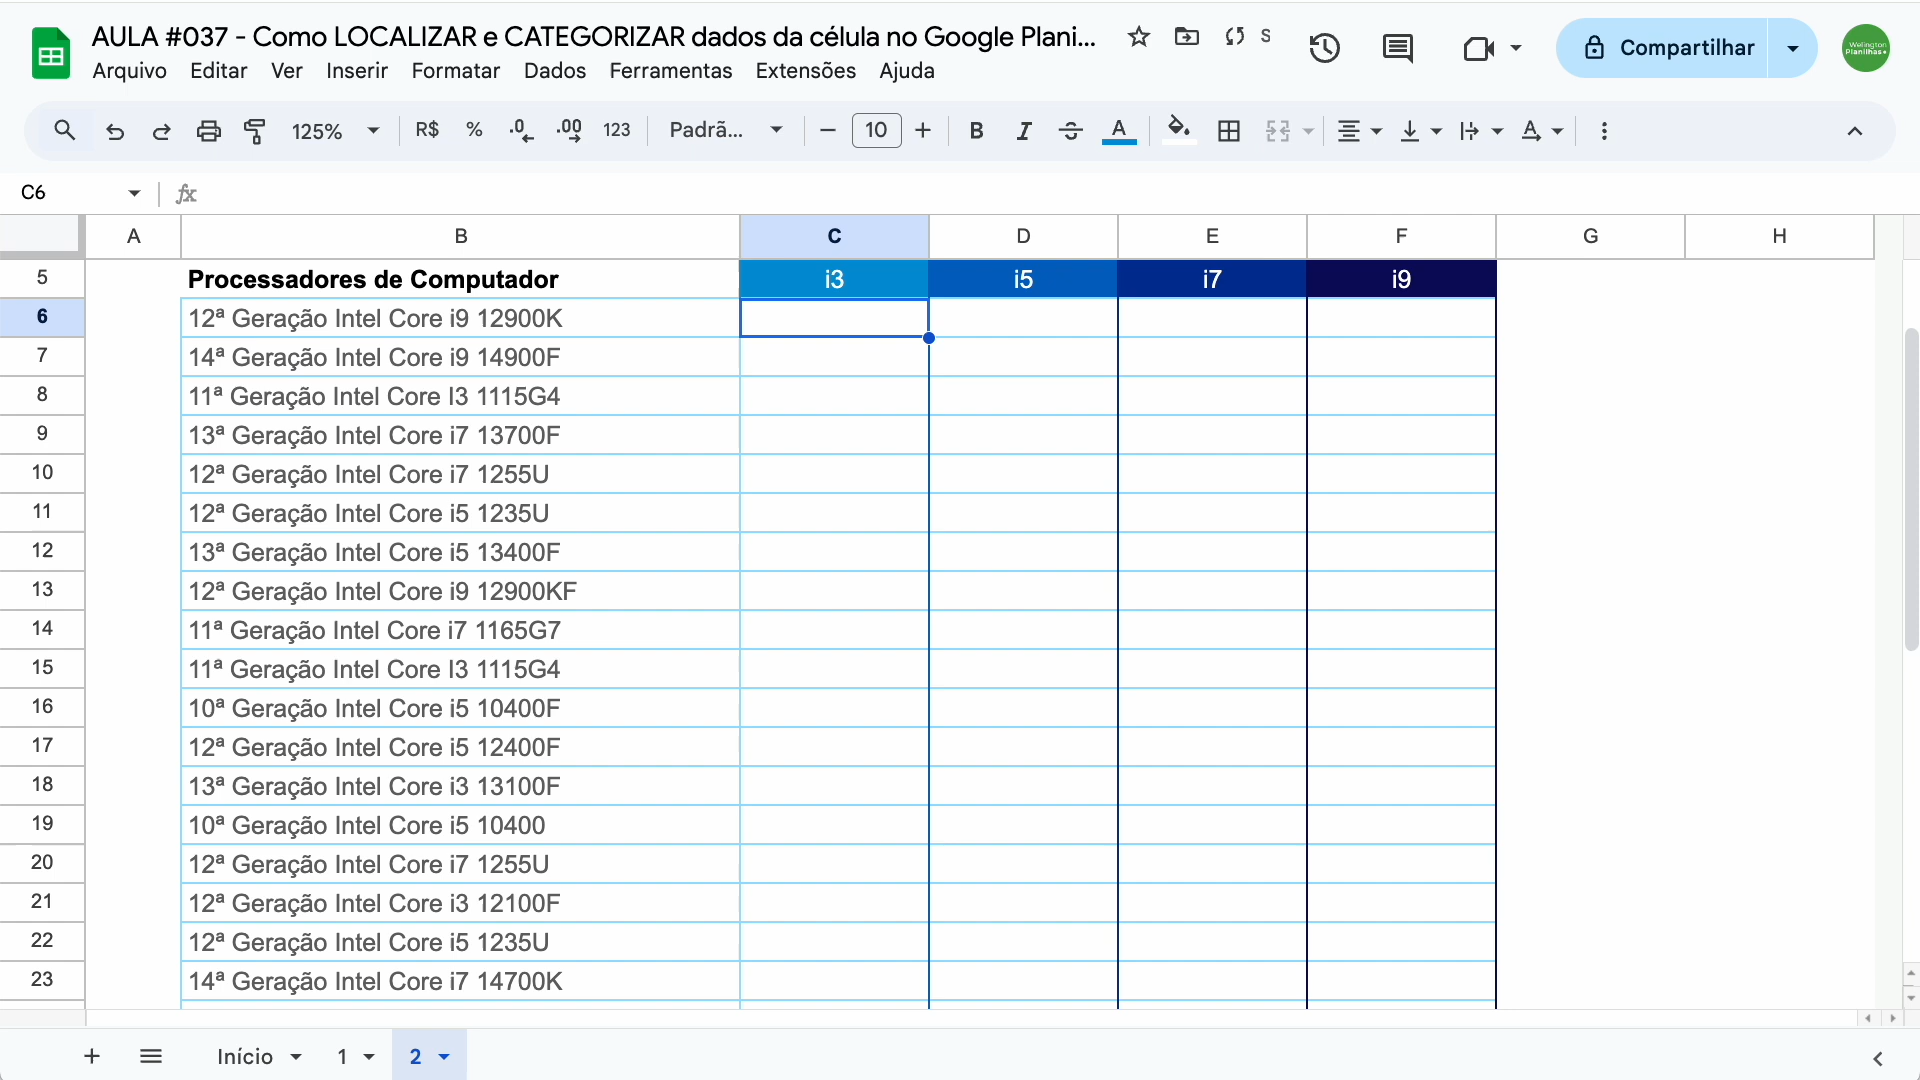 AULA #037 - Como LOCALIZAR e CATEGORIZAR dados da célula no Google Plani... S
Arquivo Editar Ver Inserir Formatar Dados Ferramentas Extensões Ajuda
Compartilhar
Wellington
Planilhas
125% R$ % .0 .00 123 Padrã... 10 B I S A A
C6 fx
A B C D E F G H
5 Processadores de Computador i3 i5 i7 i9
6 12ª Geração Intel Core i9 12900K
7 14ª Geração Intel Core i9 14900F
8 11ª Geração Intel Core I3 1115G4
9 13ª Geração Intel Core i7 13700F
10 12ª Geração Intel Core i7 1255U
11 12ª Geração Intel Core i5 1235U
12 13ª Geração Intel Core i5 13400F
13 12ª Geração Intel Core i9 12900KF
14 11ª Geração Intel Core i7 1165G7
15 11ª Geração Intel Core I3 1115G4
16 10ª Geração Intel Core i5 10400F
17 12ª Geração Intel Core i5 12400F
18 13ª Geração Intel Core i3 13100F
19 10ª Geração Intel Core i5 10400
20 12ª Geração Intel Core i7 1255U
21 12ª Geração Intel Core i3 12100F
22 12ª Geração Intel Core i5 1235U
23 14ª Geração Intel Core i7 14700K
Início 1 2